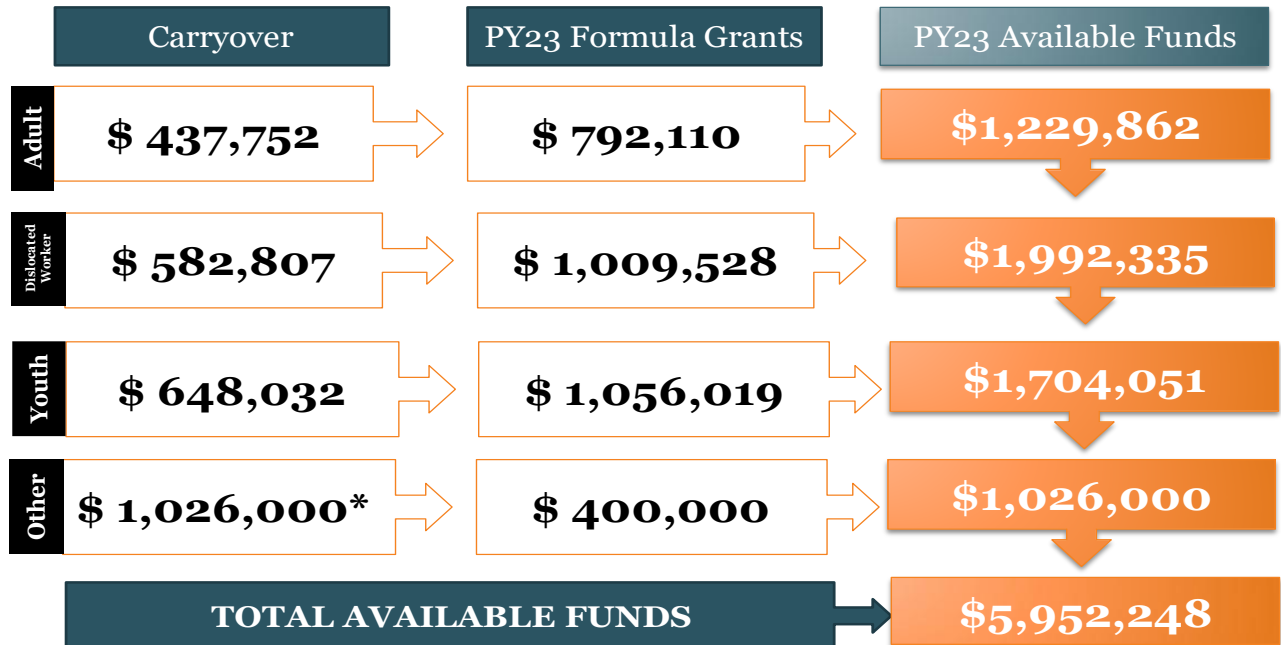 Carryover
PY23 Formula Grants
PY23 Available Funds
Adult
$ 437,752
$ 792,110
$1,229,862
Dislocated
Worker
$ 582,807
$ 1,009,528
$1,992,335
Youth
$ 648,032
$ 1,056,019
$1,704,051
Other
$ 1,026,000*
$ 400,000
$1,026,000
TOTAL AVAILABLE FUNDS
$5,952,248